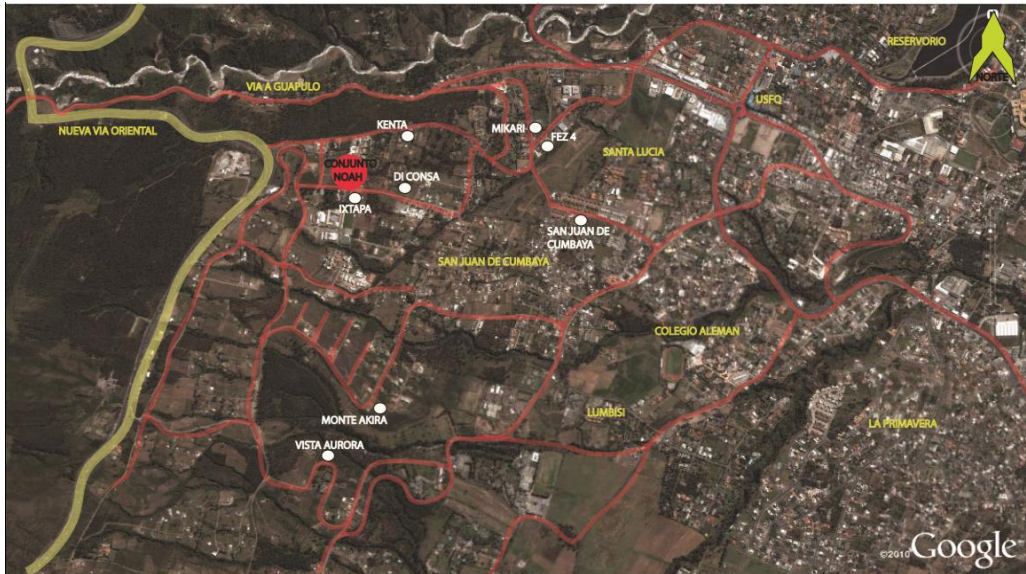 RESERVORIO
NORTE
VIA A GUAPULO
USFQ
NUEVA VIA ORIENTAL
KENTA
MIKARI
FEZ 4
SANTA LUCIA
CONJUNTO
NOAH
DI CONSA
IXTAPA
SAN JUAN DE
CUMBAYA
SAN JUAN DE CUMBAYA
COLEGIO ALEMAN
MONTE AKIRA
LUMBISI
LA PRIMAVERA
VISTA AURORA
©2010 Google